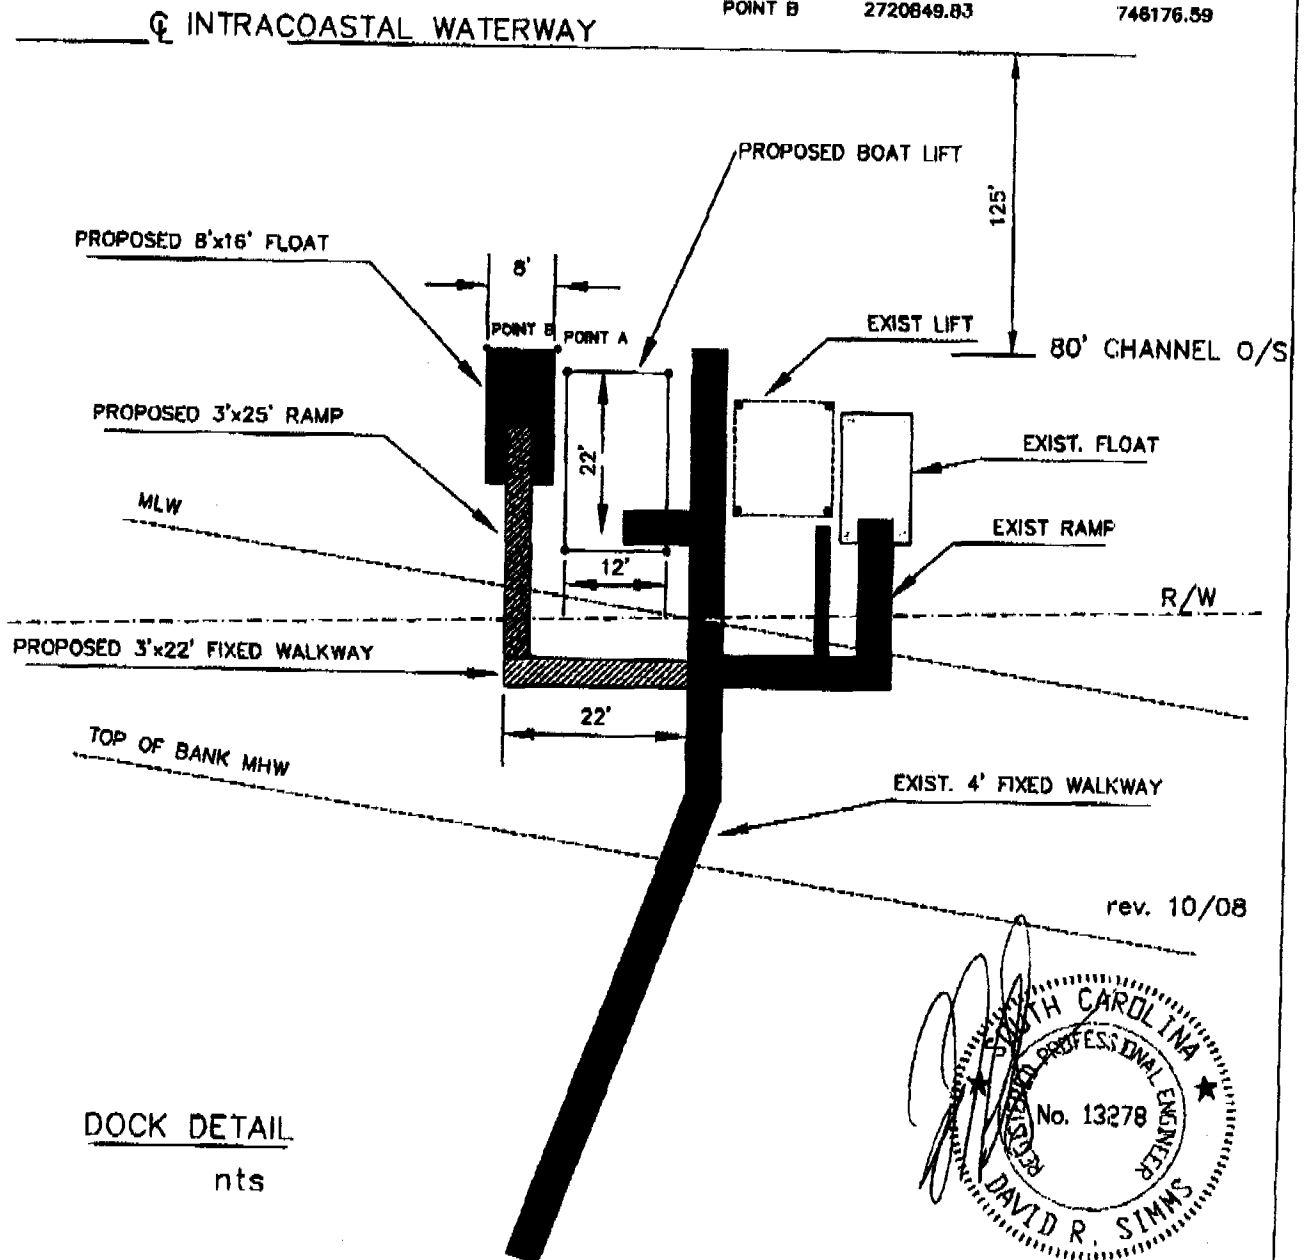 POINT B 2720849.83 746176.59
℄ INTRACOASTAL WATERWAY
PROPOSED BOAT LIFT
125'
PROPOSED 8'x16' FLOAT
8'
POINT B
POINT A
EXIST LIFT
80' CHANNEL O/S
PROPOSED 3'x25' RAMP
22'
EXIST. FLOAT
MLW
EXIST RAMP
12'
R/W
PROPOSED 3'x22' FIXED WALKWAY
22'
TOP OF BANK MHW
EXIST. 4' FIXED WALKWAY
rev. 10/08
SOUTH CAROLINA
REGISTERED PROFESSIONAL ENGINEER
No. 13278
DAVID R. SIMMS
DOCK DETAIL
nts